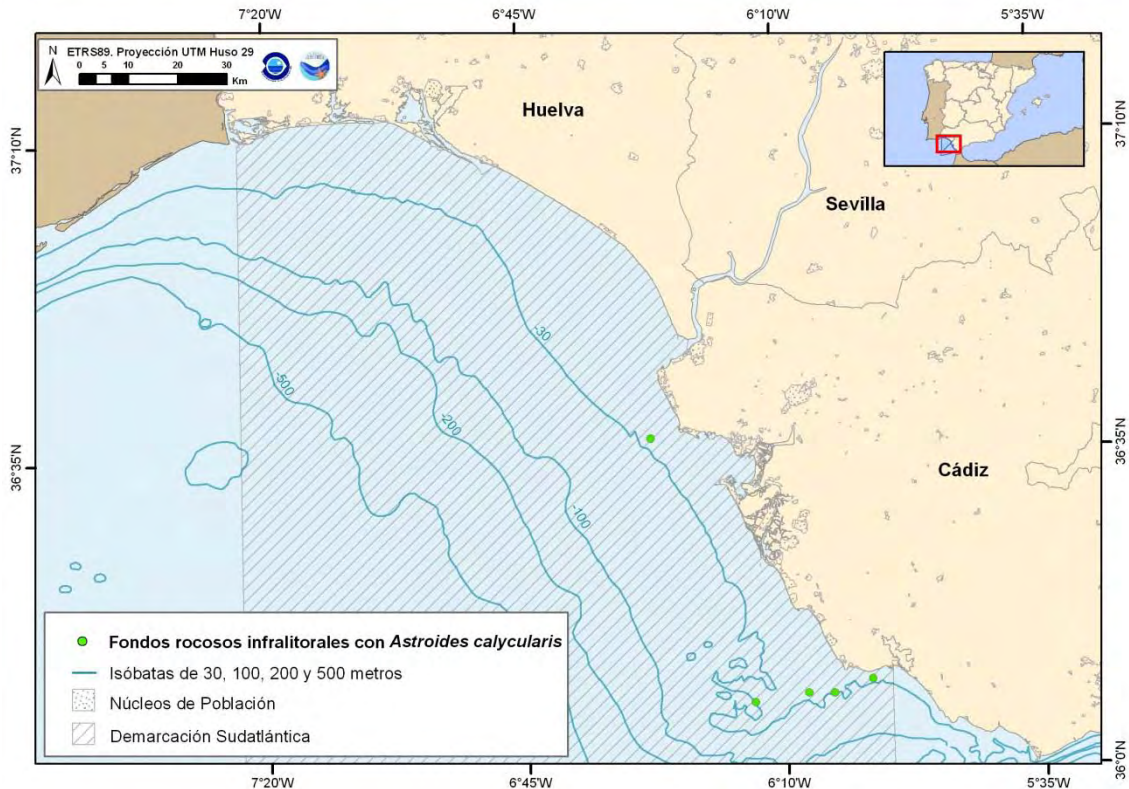 7°20'W 6°45'W 6°10'W 5°35'W
N ETRS89. Proyección UTM Huso 29
0 5 10 20 30
Km
Huelva
37°10'N 37°10'N
Sevilla
-30
-500
-200
36°35'N 36°35'N
Cádiz
-100
Fondos rocosos infralitorales con Astroides calycularis
Isóbatas de 30, 100, 200 y 500 metros
Núcleos de Población
Demarcación Sudatlántica
36°0'N
7°20'W 6°45'W 6°10'W 5°35'W